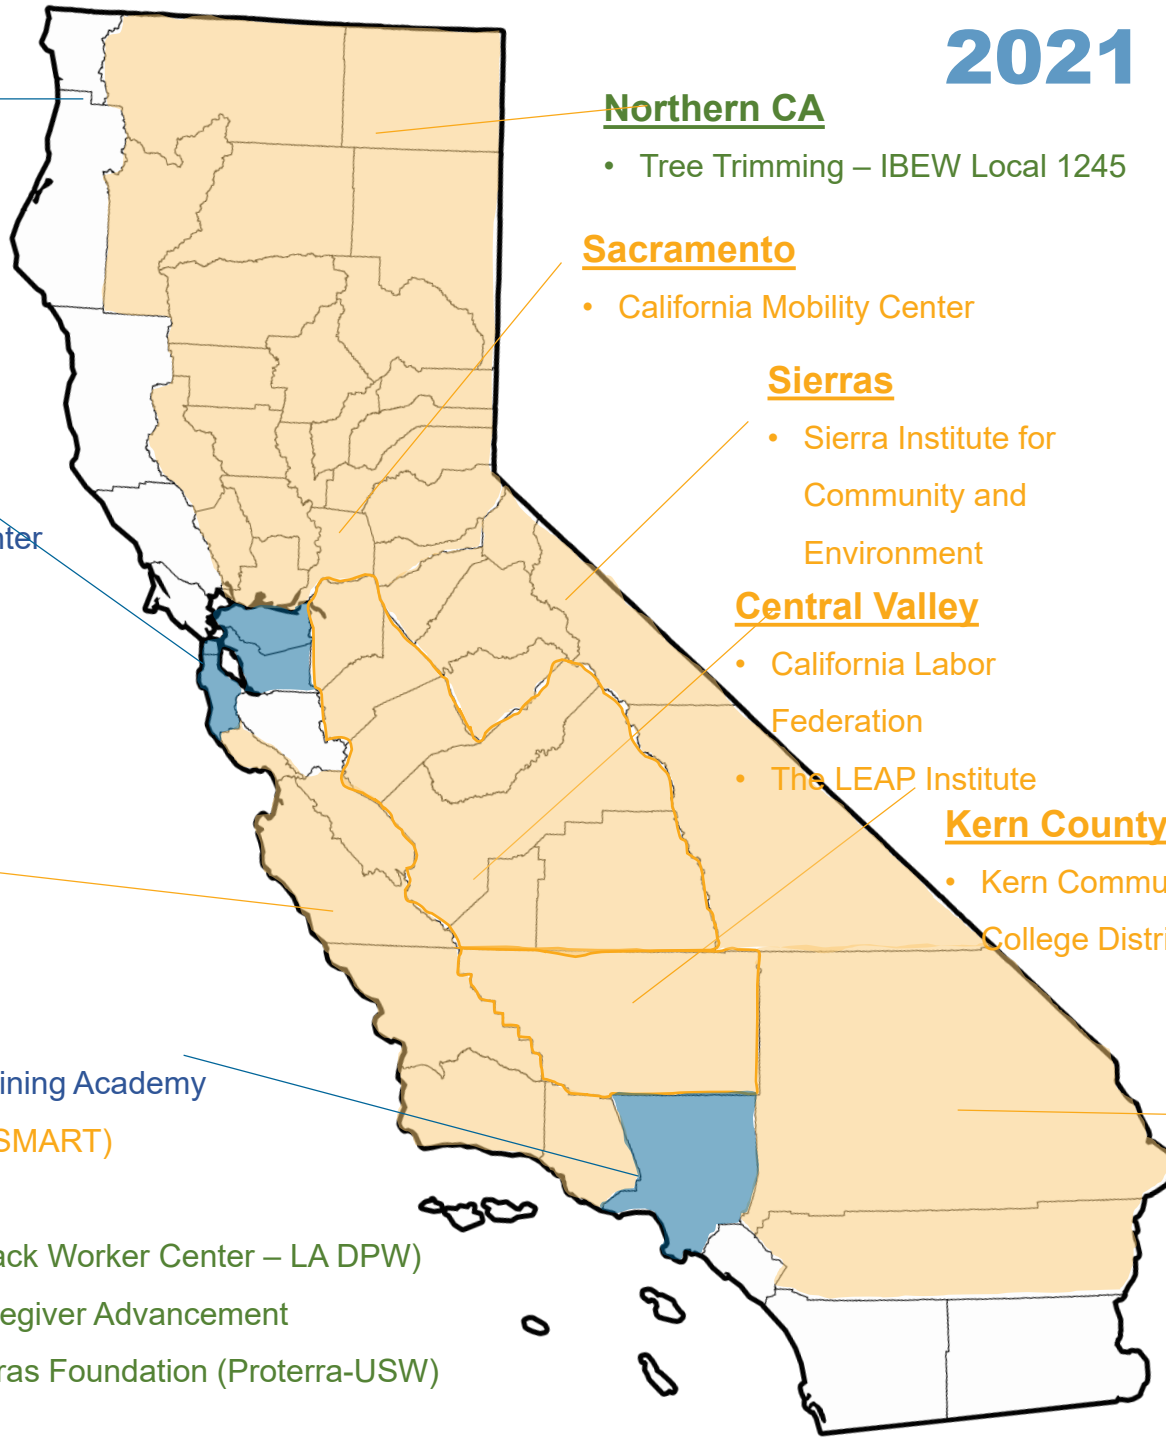 2021
Northern CA
• Tree Trimming – IBEW Local 1245
Sacramento
• California Mobility Center
Sierras
• Sierra Institute for
Community and
Environment
nter
Central Valley
• California Labor
Federation
• The LEAP Institute
Kern County
• Kern Commu
College Distri
ining Academy
SMART)
ack Worker Center – LA DPW)
egiver Advancement
ras Foundation (Proterra-USW)